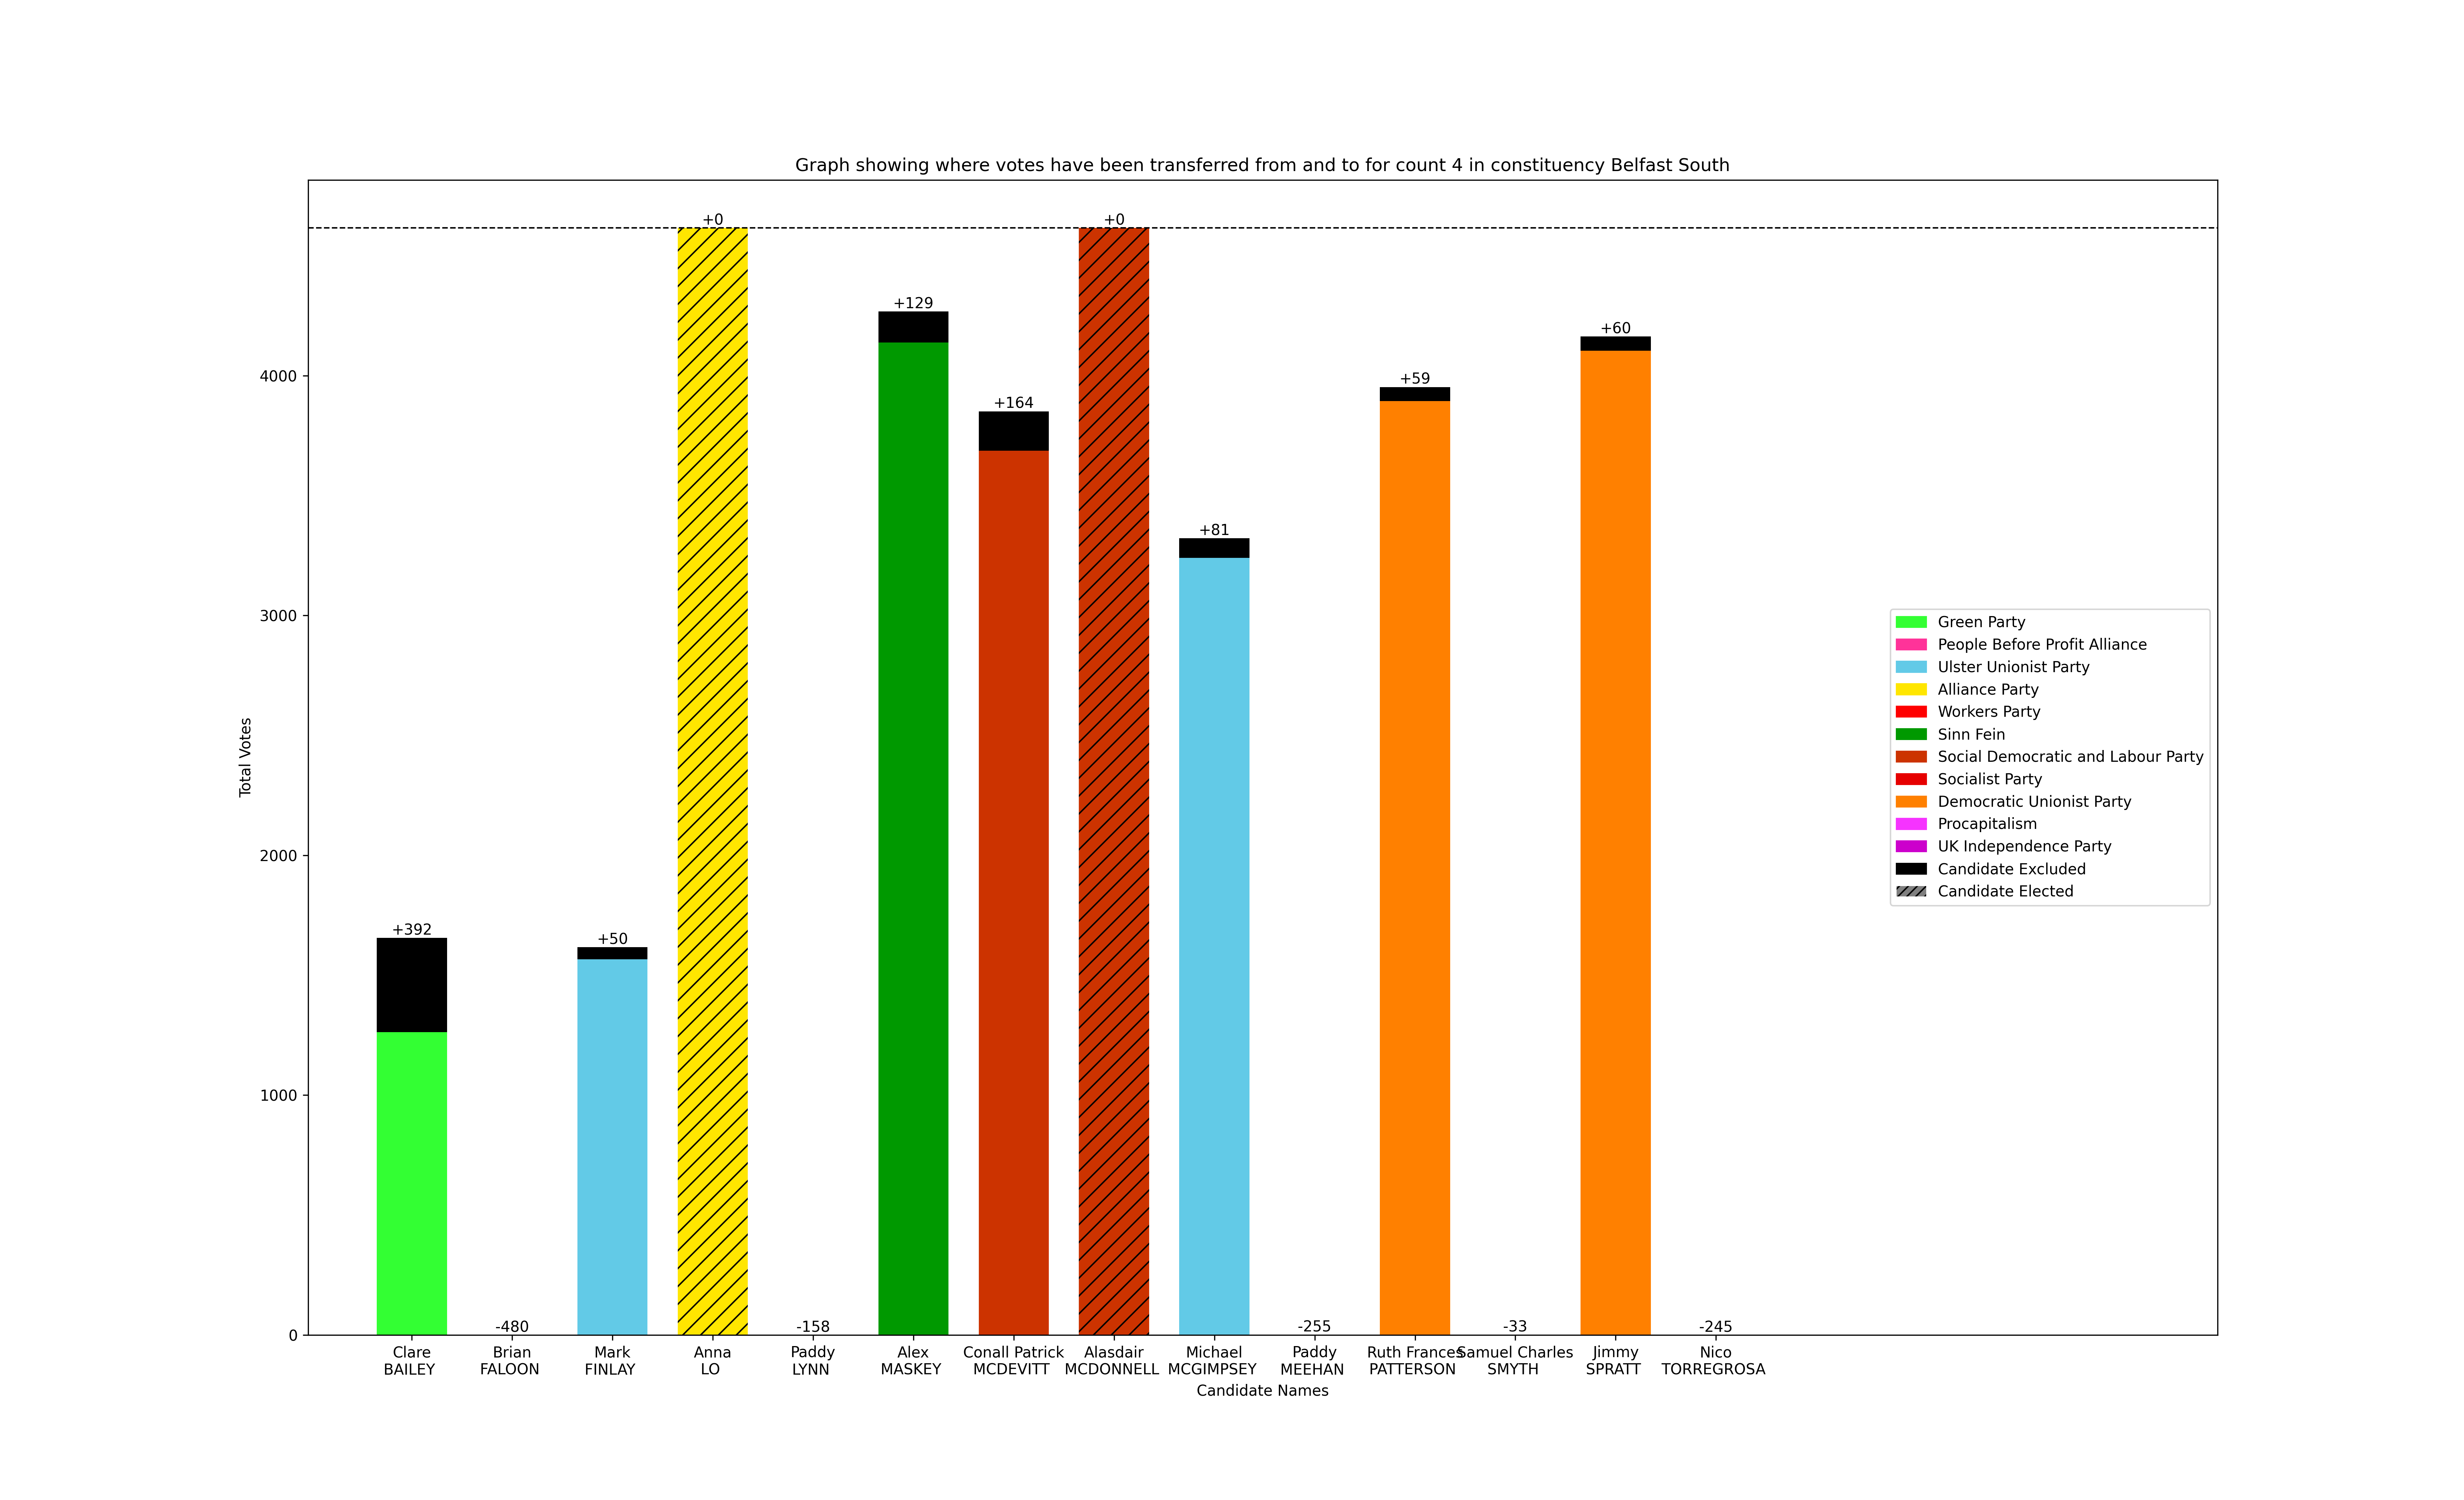 Graph showing where votes have been transferred from and to for count 4 in constituency Belfast South
+0
+0
+129
+60
+59
+164
+81
+392
+50
-480
-158
-255
-33
-245
4000
3000
2000
1000
0
Total Votes
Green Party
People Before Profit Alliance
Ulster Unionist Party
Alliance Party
Workers Party
Sinn Fein
Social Democratic and Labour Party
Socialist Party
Democratic Unionist Party
Procapitalism
UK Independence Party
Candidate Excluded
Candidate Elected
Clare
BAILEY
Brian
FALOON
Mark
FINLAY
Anna
LO
Paddy
LYNN
Alex
MASKEY
Conall Patrick
MCDEVITT
Alasdair
MCDONNELL
Michael
MCGIMPSEY
Paddy
MEEHAN
Ruth Frances
PATTERSON
Samuel Charles
SMYTH
Jimmy
SPRATT
Nico
TORREGROSA
Candidate Names